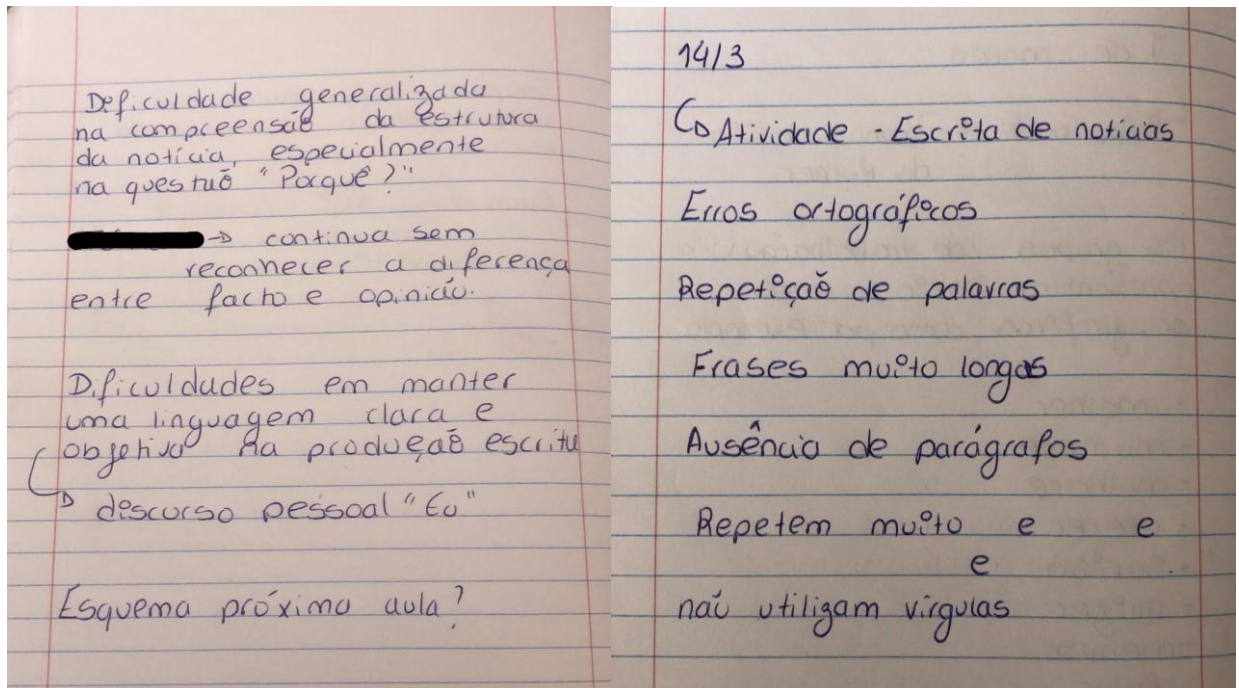 Deficuldade generalizada
na compreensão da estrutura
da notícia, especialmente
na questão "Porquê?"
→ continua sem
reconhecer a diferença
entre facto e opinião.
Dificuldades em manter
uma linguagem clara e
objetiva na produção escrita
↳ discurso pessoal "Eu"
Esquema próxima aula?
14/3
↳ Atividade - Escrita de notícias
Erros ortográficos
Repetição de palavras
Frases muito longas
Ausência de parágrafos
Repetem muito e e
e
não utilizam vírgulas